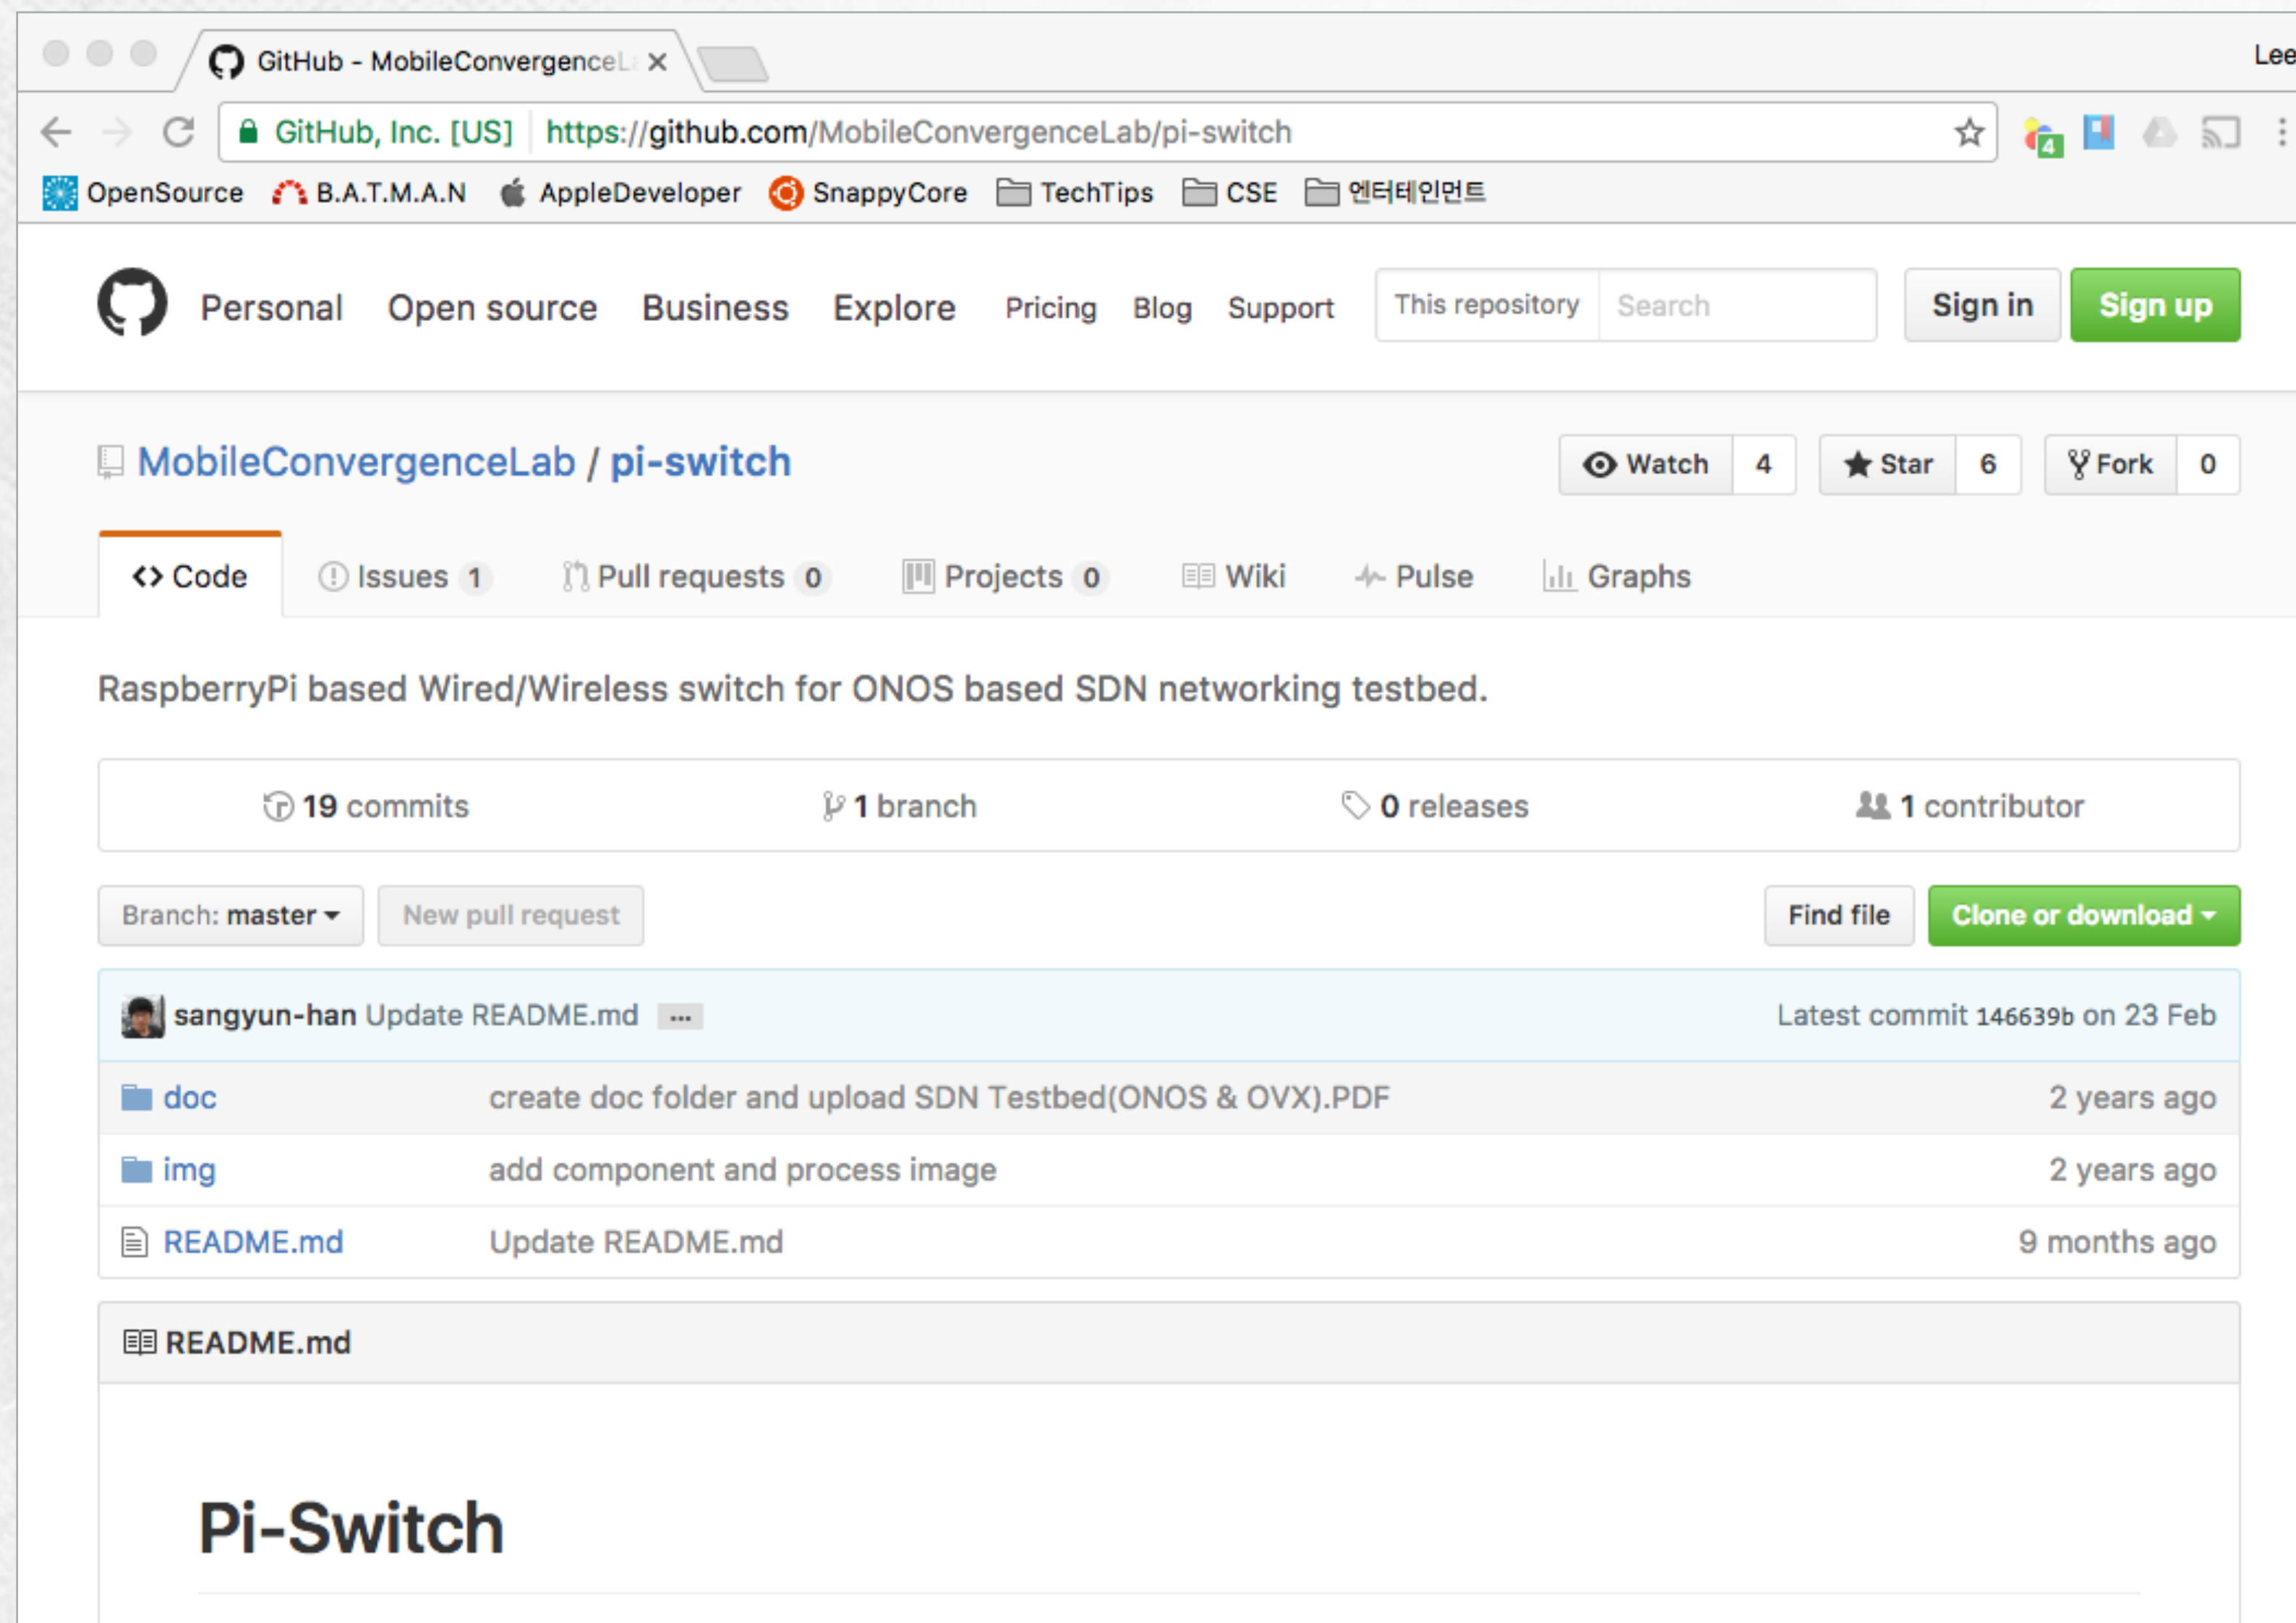 GitHub - MobileConvergenceLa
Lee
GitHub, Inc. [US] https://github.com/MobileConvergenceLab/pi-switch
4
OpenSource B.A.T.M.A.N AppleDeveloper SnappyCore TechTips CSE 엔터테인먼트
Personal Open source Business Explore Pricing Blog Support This repository Search Sign in Sign up
MobileConvergenceLab / pi-switch Watch 4 Star 6 Fork 0
Code Issues 1 Pull requests 0 Projects 0 Wiki Pulse Graphs
RaspberryPi based Wired/Wireless switch for ONOS based SDN networking testbed.
19 commits 1 branch 0 releases 1 contributor
Branch: master New pull request Find file Clone or download
sangyun-han Update README.md ... Latest commit 146639b on 23 Feb
doc create doc folder and upload SDN Testbed(ONOS & OVX).PDF 2 years ago
img add component and process image 2 years ago
README.md Update README.md 9 months ago
README.md
Pi-Switch